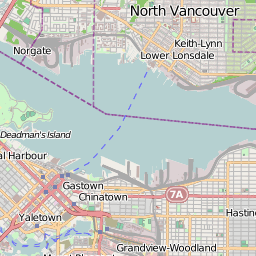 North Vancouver
Keith-Lynn
Norgate
Lower Lonsdale
Deadman's Island
al Harbour
Gastown
7A
Chinatown
Yaletown
Hastin
Grandview-Woodland